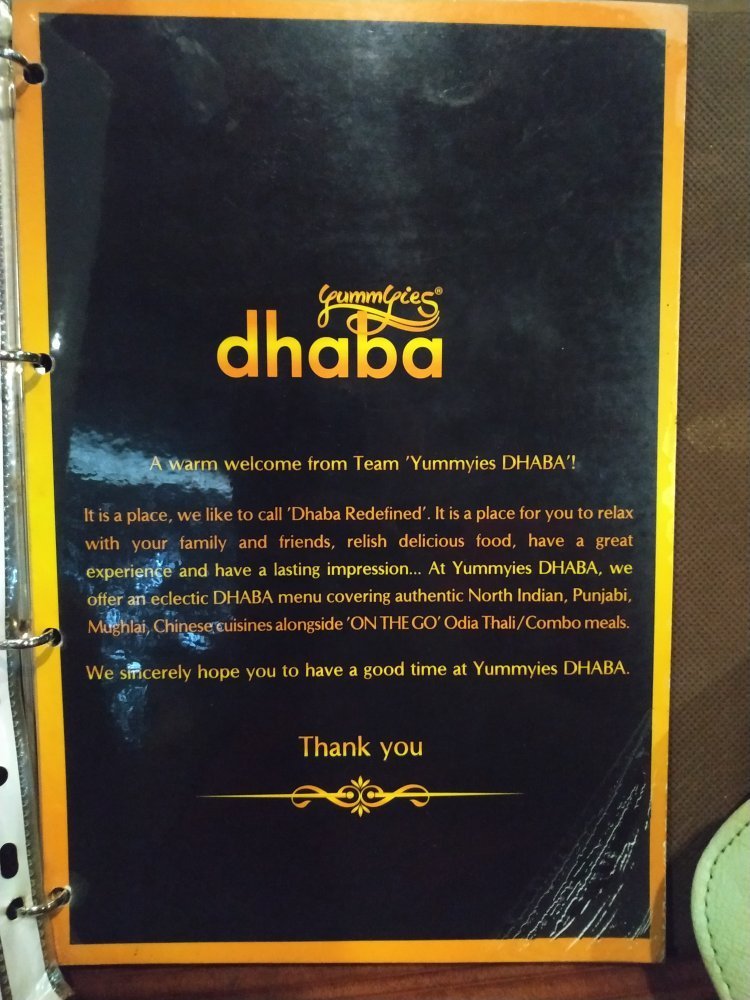 Yummyies®
dhaba
A warm welcome from Team 'Yummyies DHABA'!
It is a place, we like to call 'Dhaba Redefined'. It is a place for you to relax
with your family and friends, relish delicious food, have a great
experience and have a lasting impression... At Yummyies DHABA, we
offer an eclectic DHABA menu covering authentic North Indian, Punjabi,
Mughlai, Chinese cuisines alongside 'ON THE GO' Odia Thali/Combo meals.
We sincerely hope you to have a good time at Yummyies DHABA.
Thank you